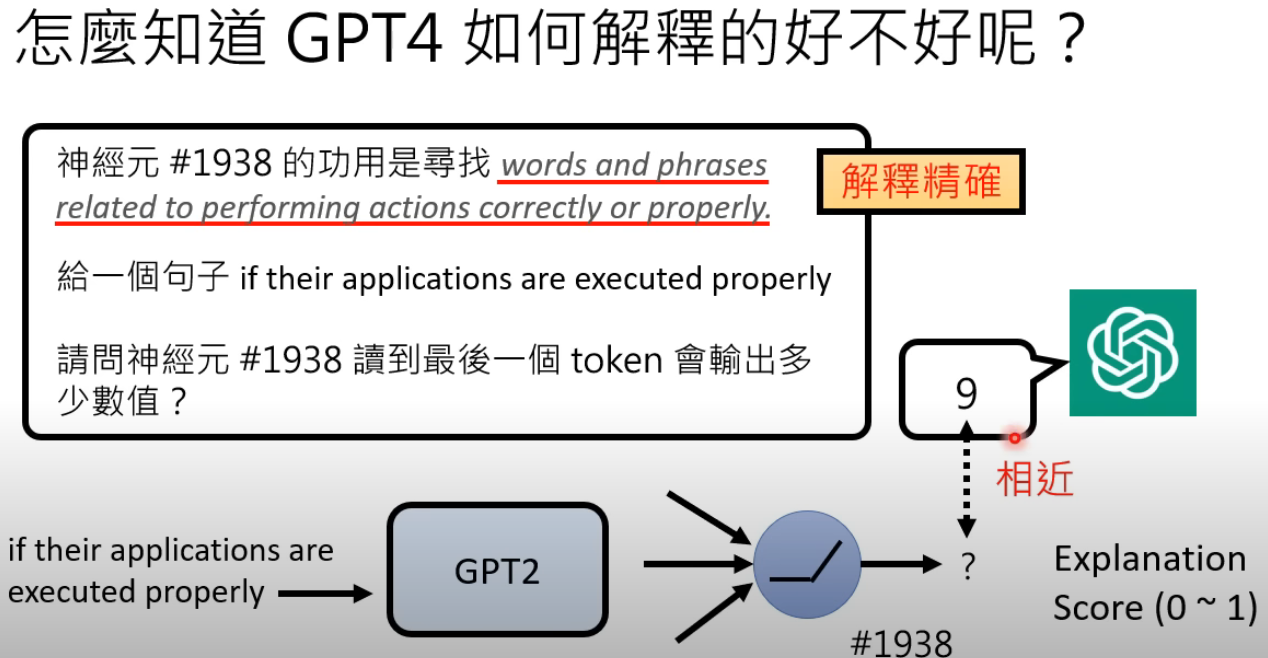 怎麼知道 GPT4 如何解釋的好不好呢？
神經元 #1938 的功用是尋找 words and phrases
related to performing actions correctly or properly.
解釋精確
給一個句子 if their applications are executed properly
請問神經元 #1938 讀到最後一個 token 會輸出多
少數值？
9
相近
if their applications are
executed properly
GPT2
?
#1938
Explanation
Score (0 ~ 1)